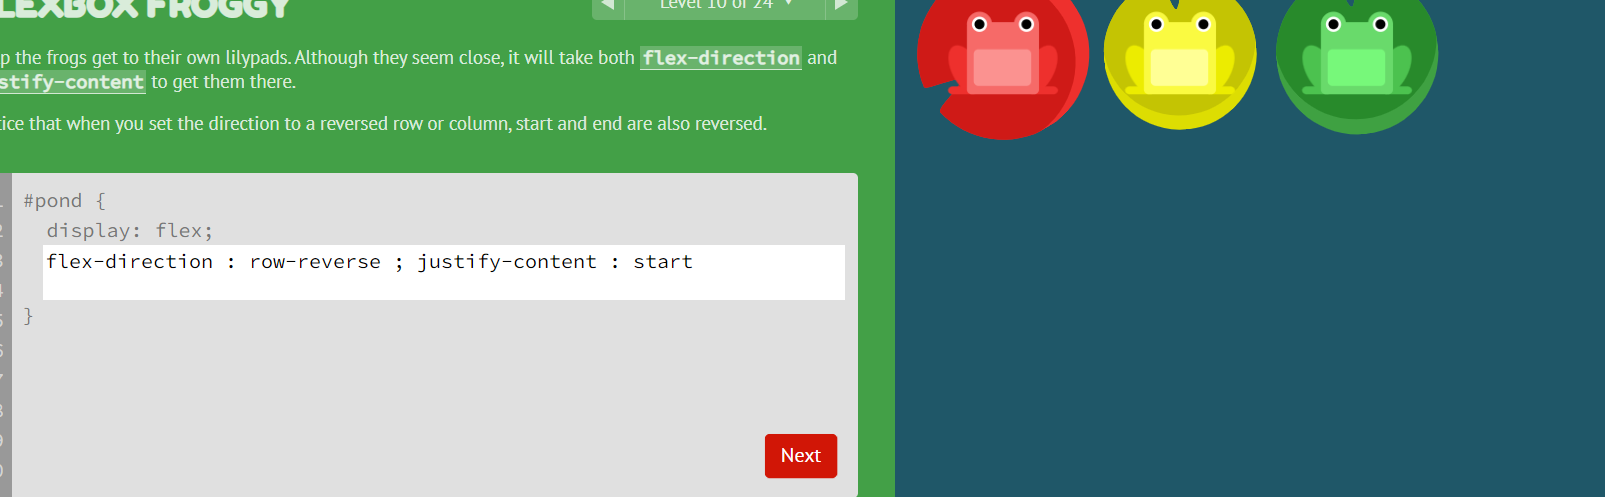 LEXBOX FROGGY
Level 10 of 24
p the frogs get to their own lilypads. Although they seem close, it will take both flex-direction and
stify-content to get them there.
ice that when you set the direction to a reversed row or column, start and end are also reversed.
#pond {
2 display: flex;
3 flex-direction : row-reverse ; justify-content : start
4
5 }
6
7
8
9
0
Next